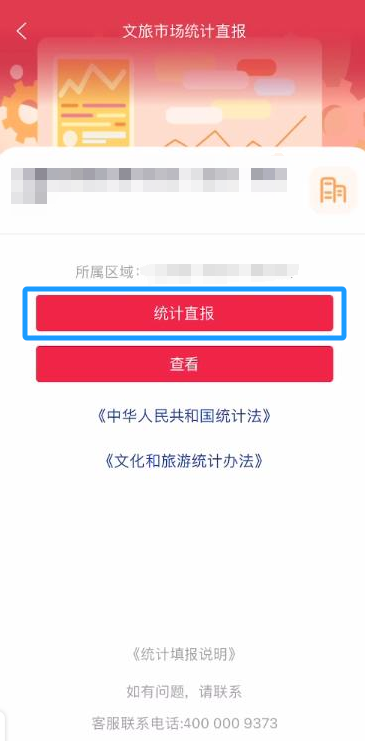 文旅市场统计直报
所属区域:
统计直报
查看
《中华人民共和国统计法》
《文化和旅游统计办法》
《统计填报说明》
如有问题，请联系
客服联系电话:400 000 9373